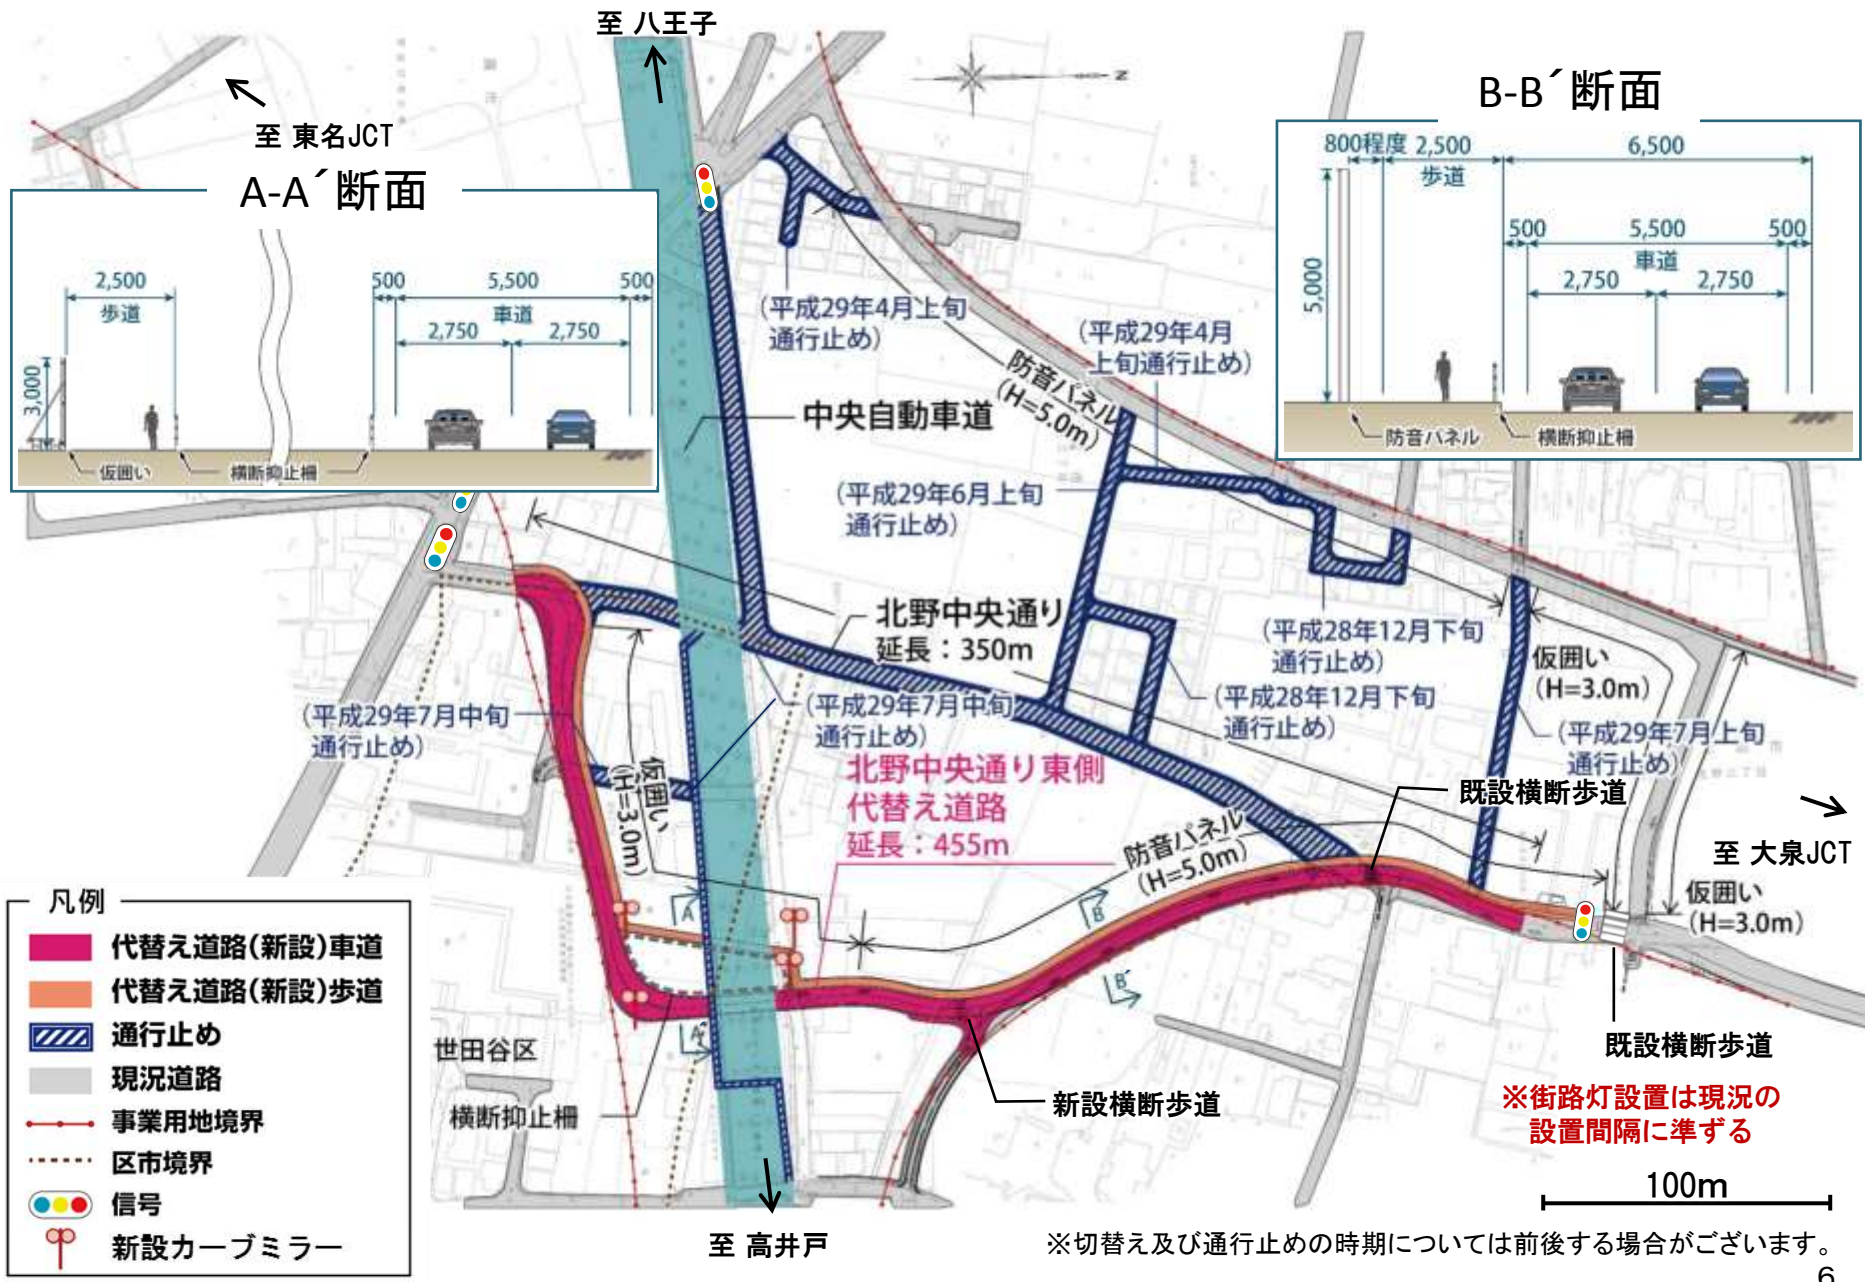 至 八王子
至 東名JCT
N
A-A´断面
2,500
歩道
500
5,500
500
車道
2,750
2,750
3,000
仮囲い
横断抑止柵
B-B´断面
800程度
2,500
6,500
歩道
500
5,500
500
車道
2,750
2,750
5,000
防音パネル
横断抑止柵
(平成29年4月上旬
通行止め)
(平成29年4月
上旬通行止め)
防音パネル
(H=5.0m)
中央自動車道
(平成29年6月上旬
通行止め)
北野中央通り
延長：350m
(平成28年12月下旬
通行止め)
(平成28年12月下旬
通行止め)
仮囲い
(H=3.0m)
(平成29年7月上旬
通行止め)
(平成29年7月中旬
通行止め)
(平成29年7月中旬
通行止め)
仮囲い
(H=3.0m)
北野中央通り東側
代替え道路
延長：455m
防音パネル
(H=5.0m)
既設横断歩道
至 大泉JCT
仮囲い
(H=3.0m)
A
B
B´
A´
世田谷区
横断抑止柵
新設横断歩道
既設横断歩道
※街路灯設置は現況の
設置間隔に準ずる
100m
至 高井戸
凡例
代替え道路(新設)車道
代替え道路(新設)歩道
通行止め
現況道路
事業用地境界
区市境界
信号
新設カーブミラー
※切替え及び通行止めの時期については前後する場合がございます。
6